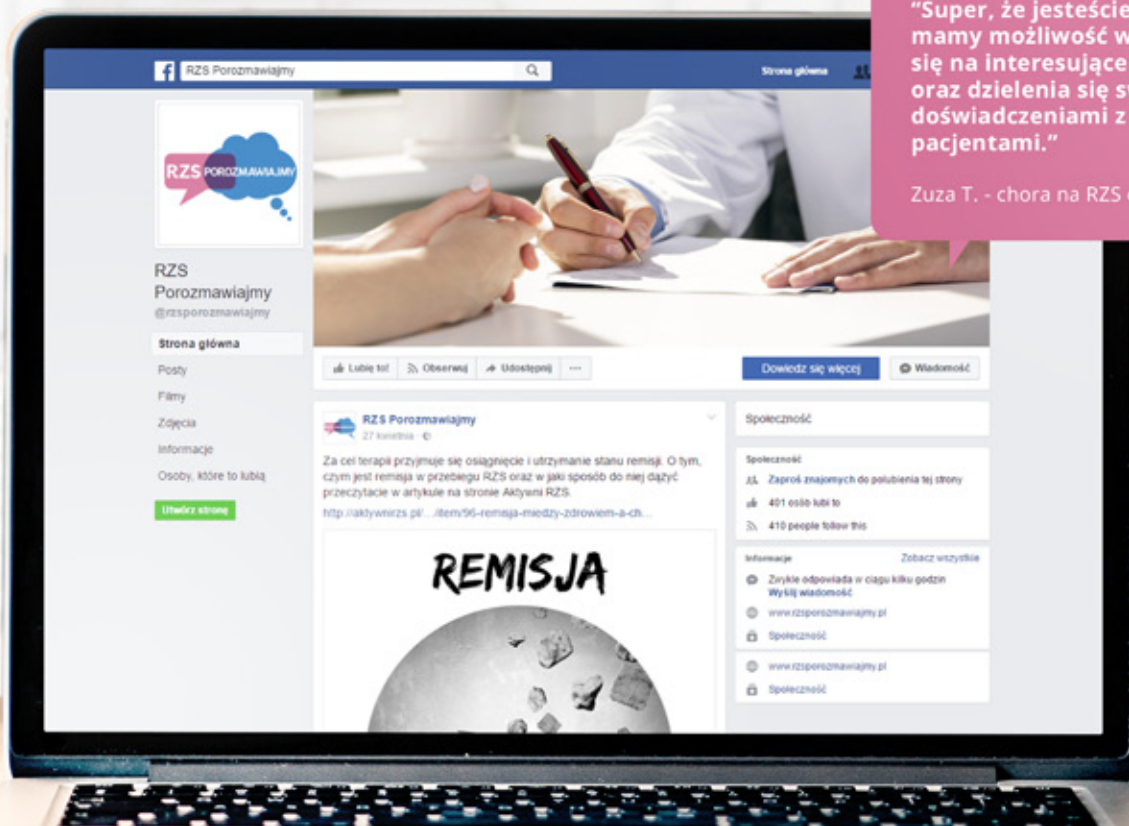 "Super, że jesteście
mamy możliwość
się na interesujące
oraz dzielenia się
doświadczeniami z
pacjentami."
Zuza T. - chora na RZS
RZS Porozmawiajmy
Strona główna
RZS POROZMAWIAJMY
RZS
Porozmawiajmy
@rzsporozmawiajmy
Strona główna
Posty
Filmy
Zdjęcia
Informacje
Osoby, które to lubią
Utwórz stronę
Lubię to!
Obserwuj
Udostępnij
Dowiedz się więcej
Wiadomość
RZS Porozmawiajmy
27 kwietnia
Za cel terapii przyjmuje się osiągnięcie i utrzymanie stanu remisji. O tym,
czym jest remisja w przebiegu RZS oraz w jaki sposób do niej dążyć
przeczytacie w artykule na stronie Aktywni RZS.
http://aktywnirzs.pl/.../item/96-remisja-miedzy-zdrowiem-a-ch...
REMISJA
Społeczność
Społeczność
Zaproś znajomych do polubienia tej strony
401 osób lubi to
410 people follow this
Informacje Zobacz wszystkie
Zwykle odpowiada w ciągu kilku godzin
Wyślij wiadomość
www.rzsporozmawiajmy.pl
Społeczność
www.rzsporozmawiajmy.pl
Społeczność